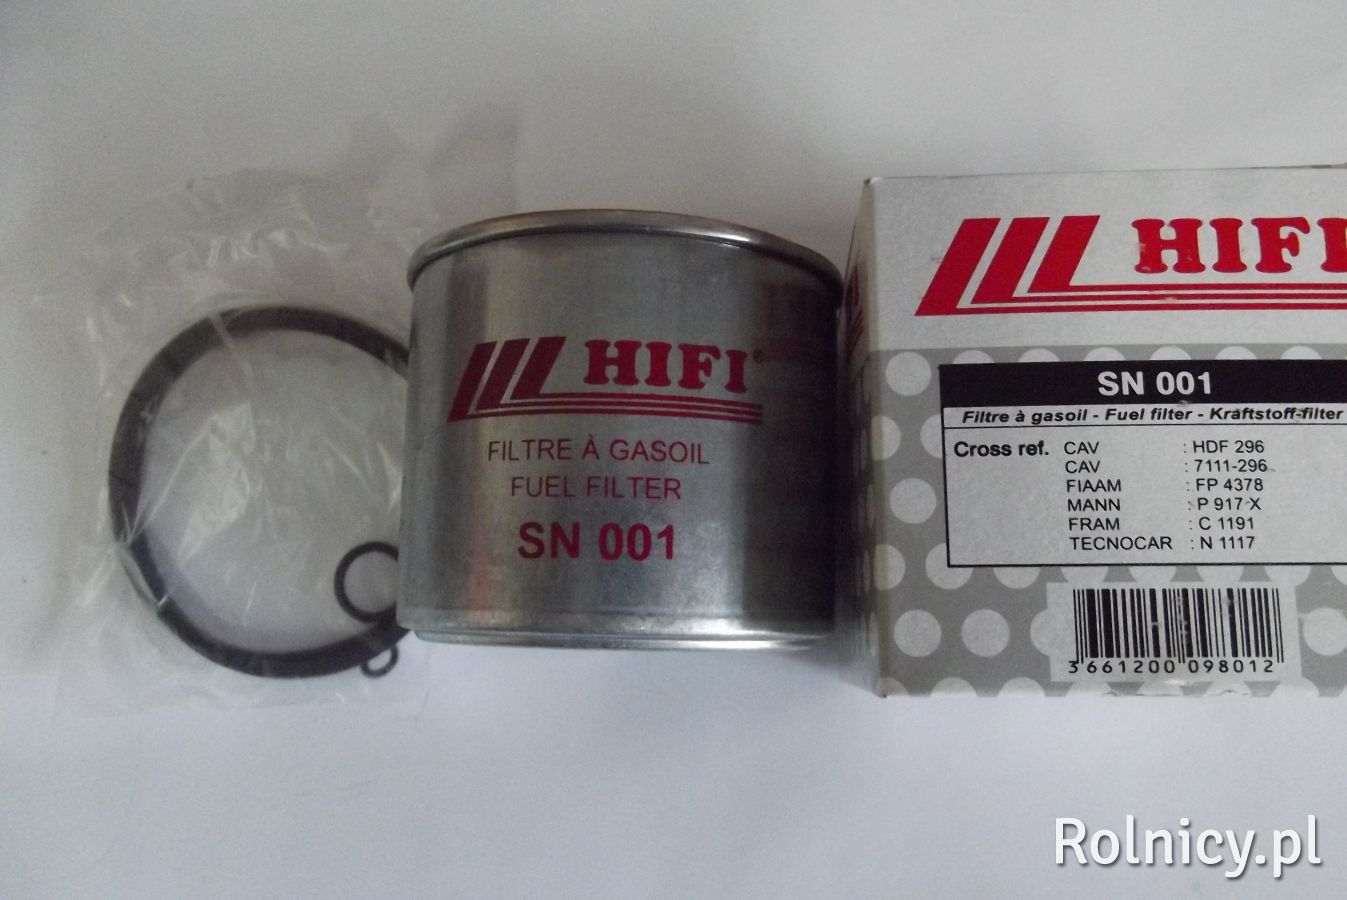 HIFI®
FILTRE À GASOIL
FUEL FILTER
SN 001
HIFI
SN 001
Filtre à gasoil - Fuel filter - Kraftstoff-filter
Cross ref. CAV : HDF 296
CAV : 7111-296
FIAAM : FP 4378
MANN : P 917 X
FRAM : C 1191
TECNOCAR : N 1117
3 661200 098012
Rolnicy.pl